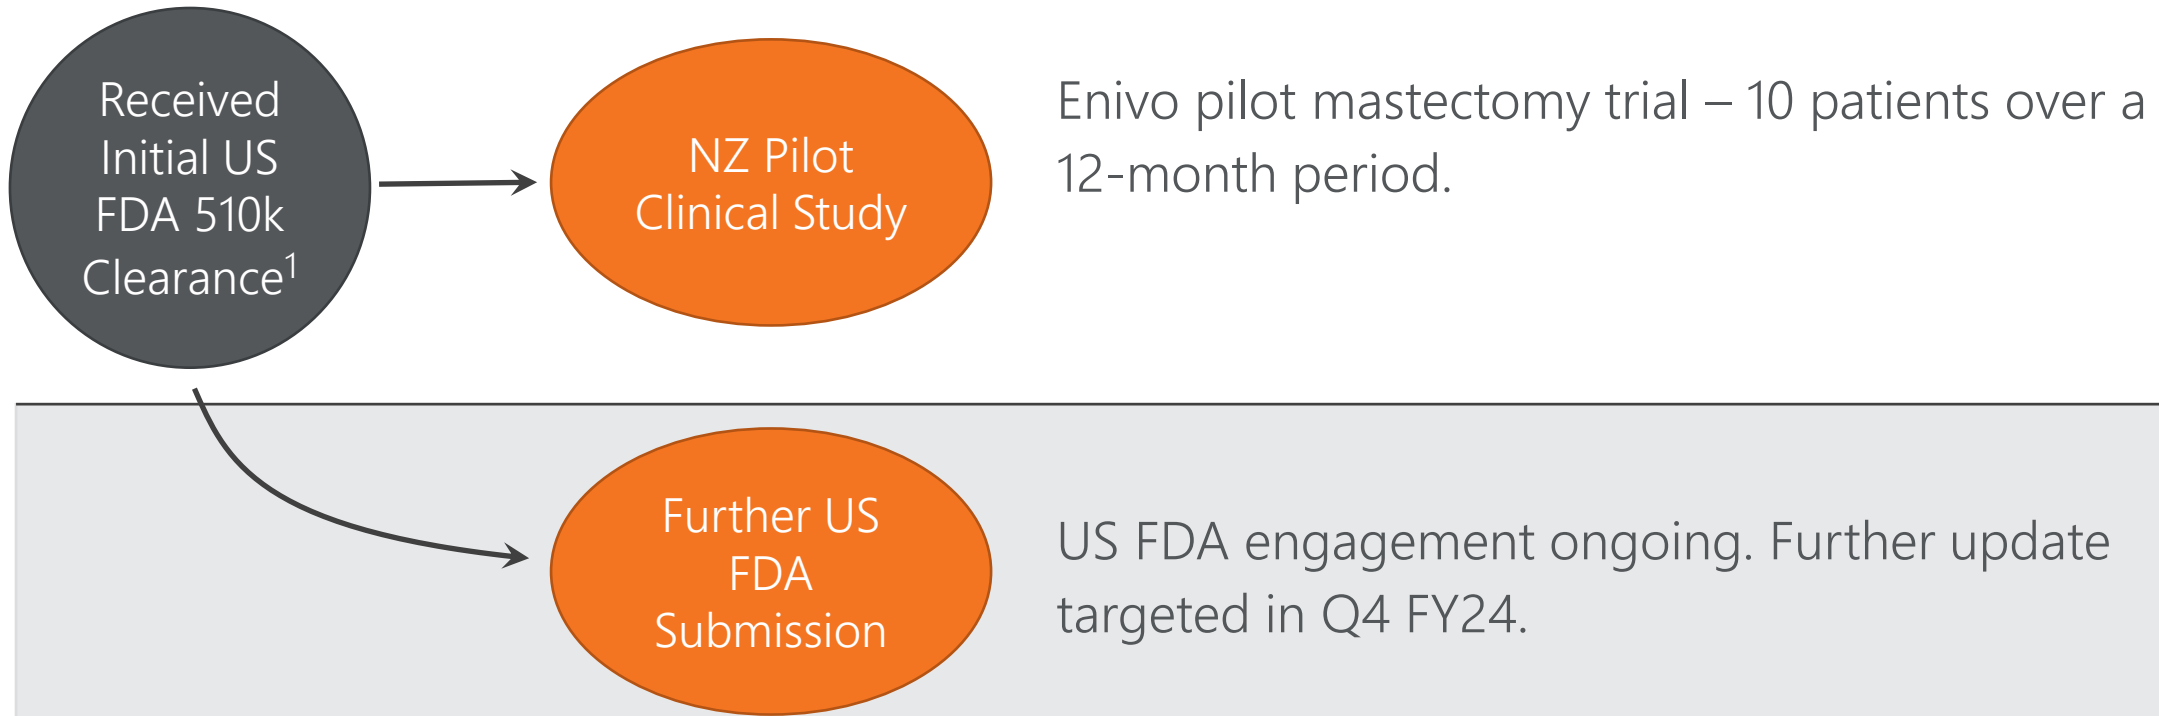 Received
Initial US
FDA 510k
Clearance1
NZ Pilot
Clinical Study
Enivo pilot mastectomy trial – 10 patients over a
12-month period.
Further US
FDA
Submission
US FDA engagement ongoing. Further update
targeted in Q4 FY24.